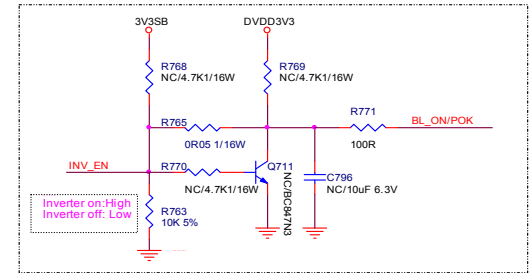 3V3SB
DVDD3V3
R768
NC/4.7K1/16W
R769
NC/4.7K1/16W
R765
0R05 1/16W
R771
100R
BL_ON/POK
INV_EN
R770
NC/4.7K1/16W
Q711
NC/BC847N3
C796
NC/10uF 6.3V
Inverter on:High
Inverter off: Low
R763
10K 5%